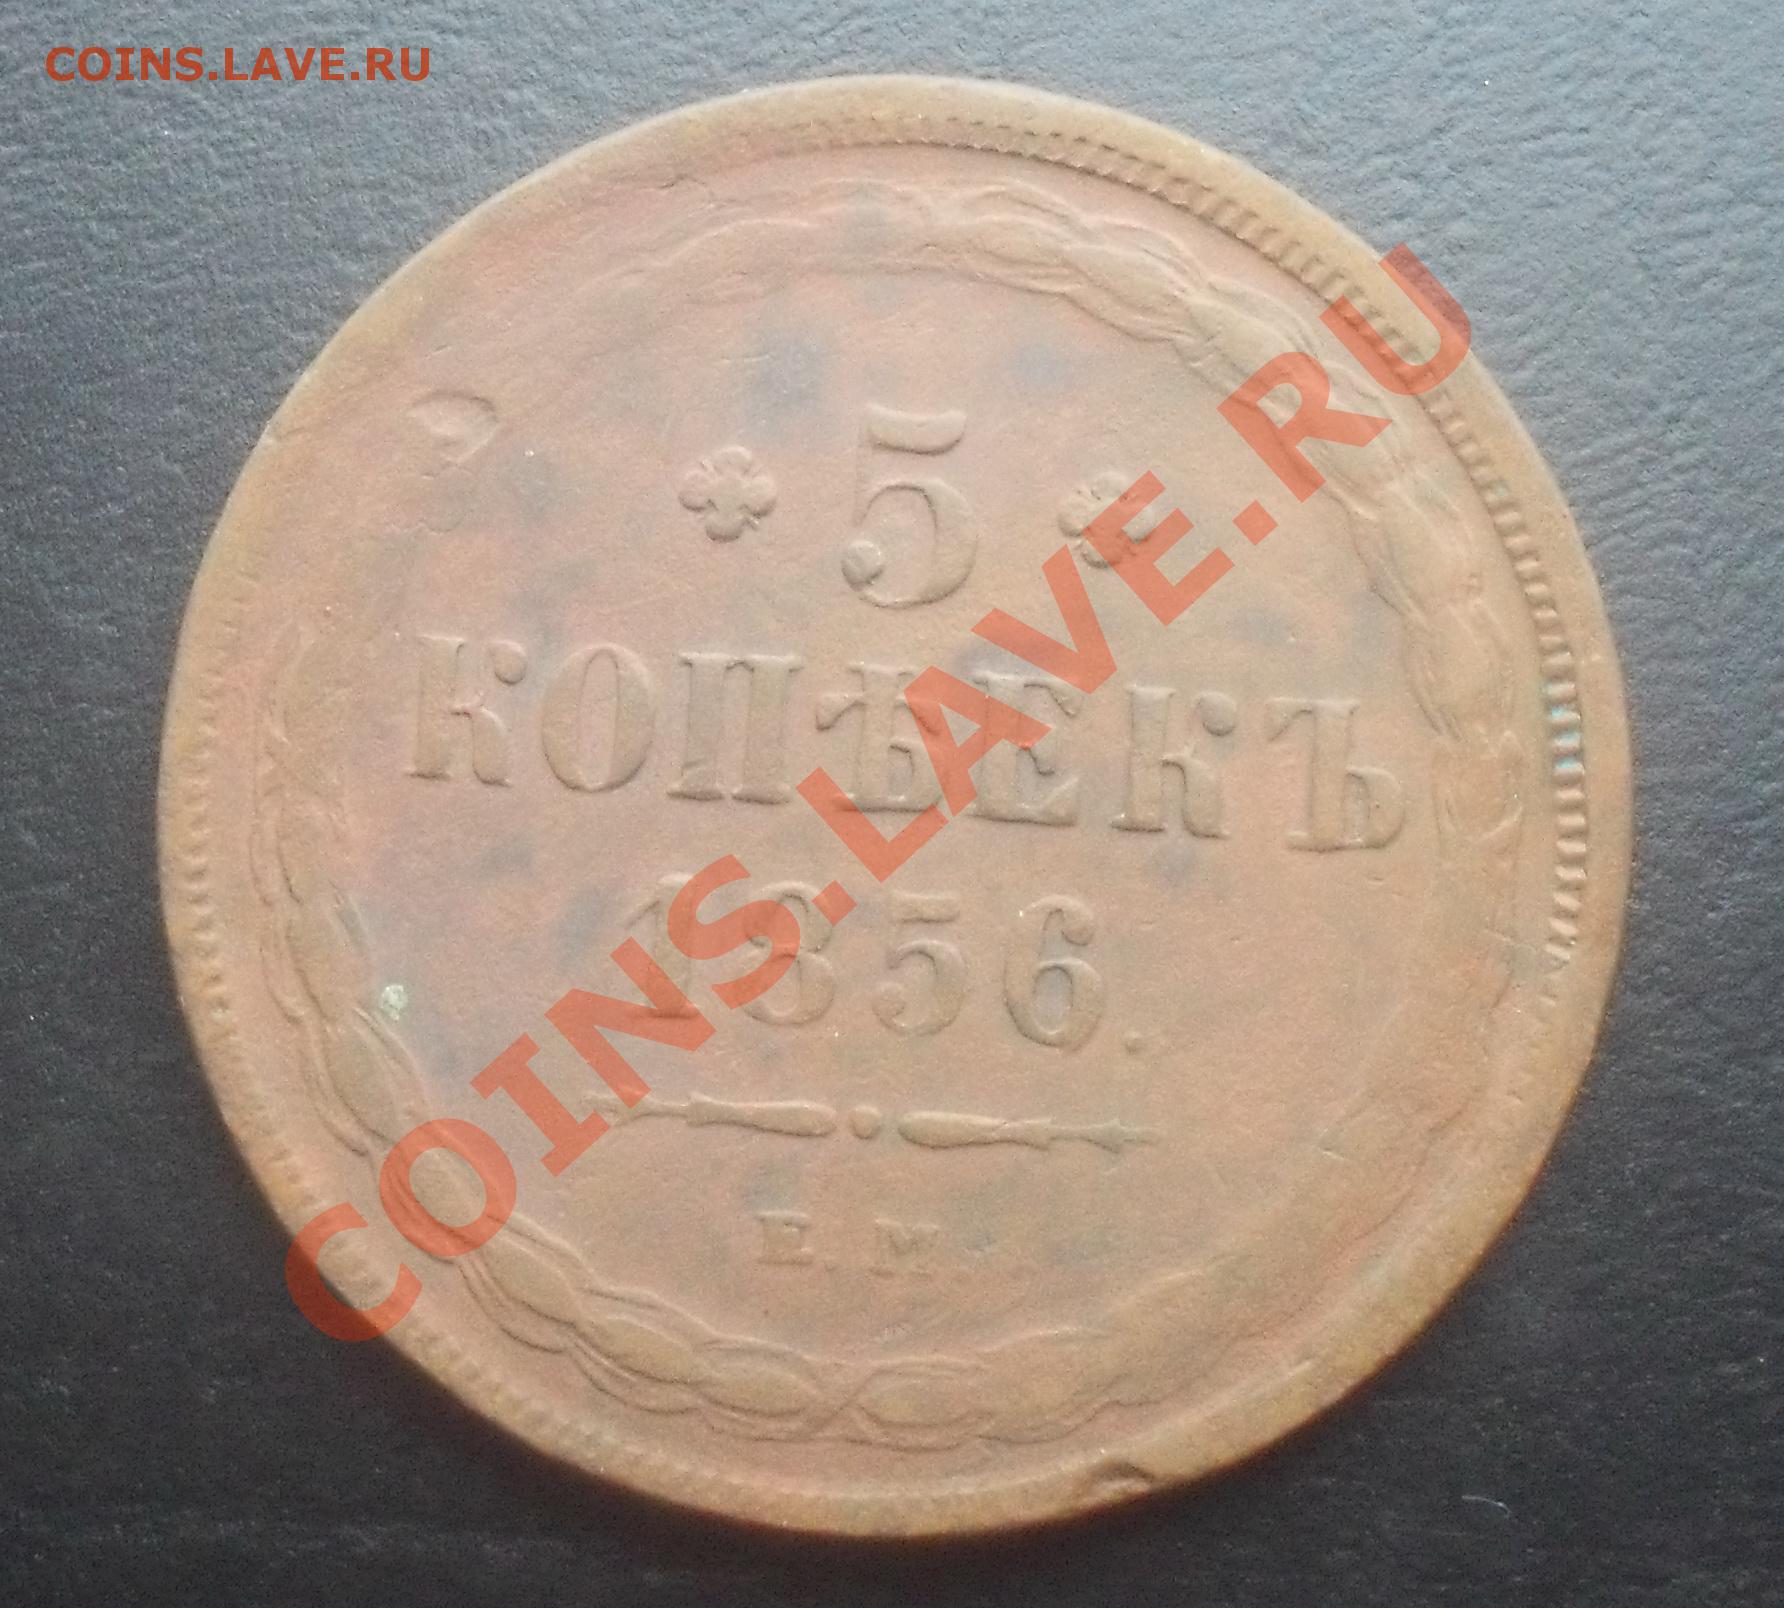 COINS.LAVE.RU
5
КОПѢЕКЪ
1856.
Е. М.
COINS.LAVE.RU